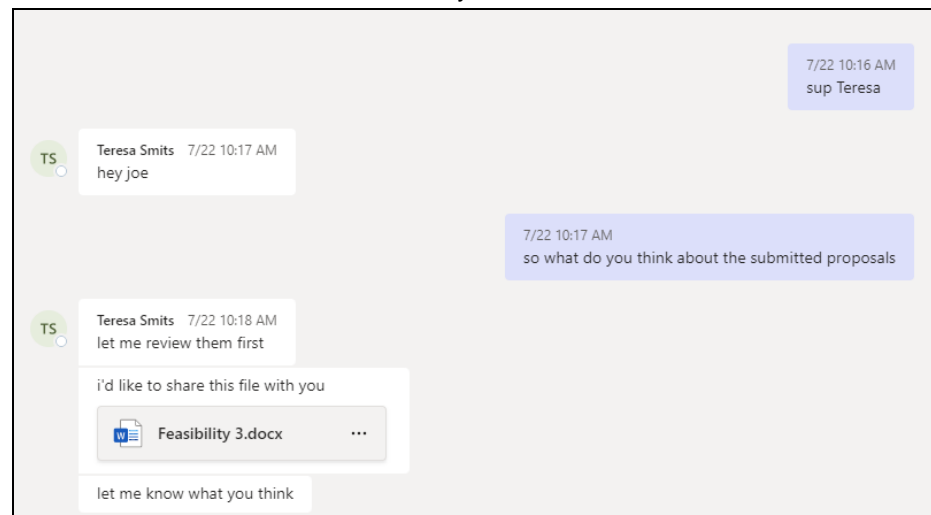 7/22 10:16 AM
sup Teresa
TS
Teresa Smits 7/22 10:17 AM
hey joe
7/22 10:17 AM
so what do you think about the submitted proposals
TS
Teresa Smits 7/22 10:18 AM
let me review them first
i'd like to share this file with you
W Feasibility 3.docx ...
let me know what you think